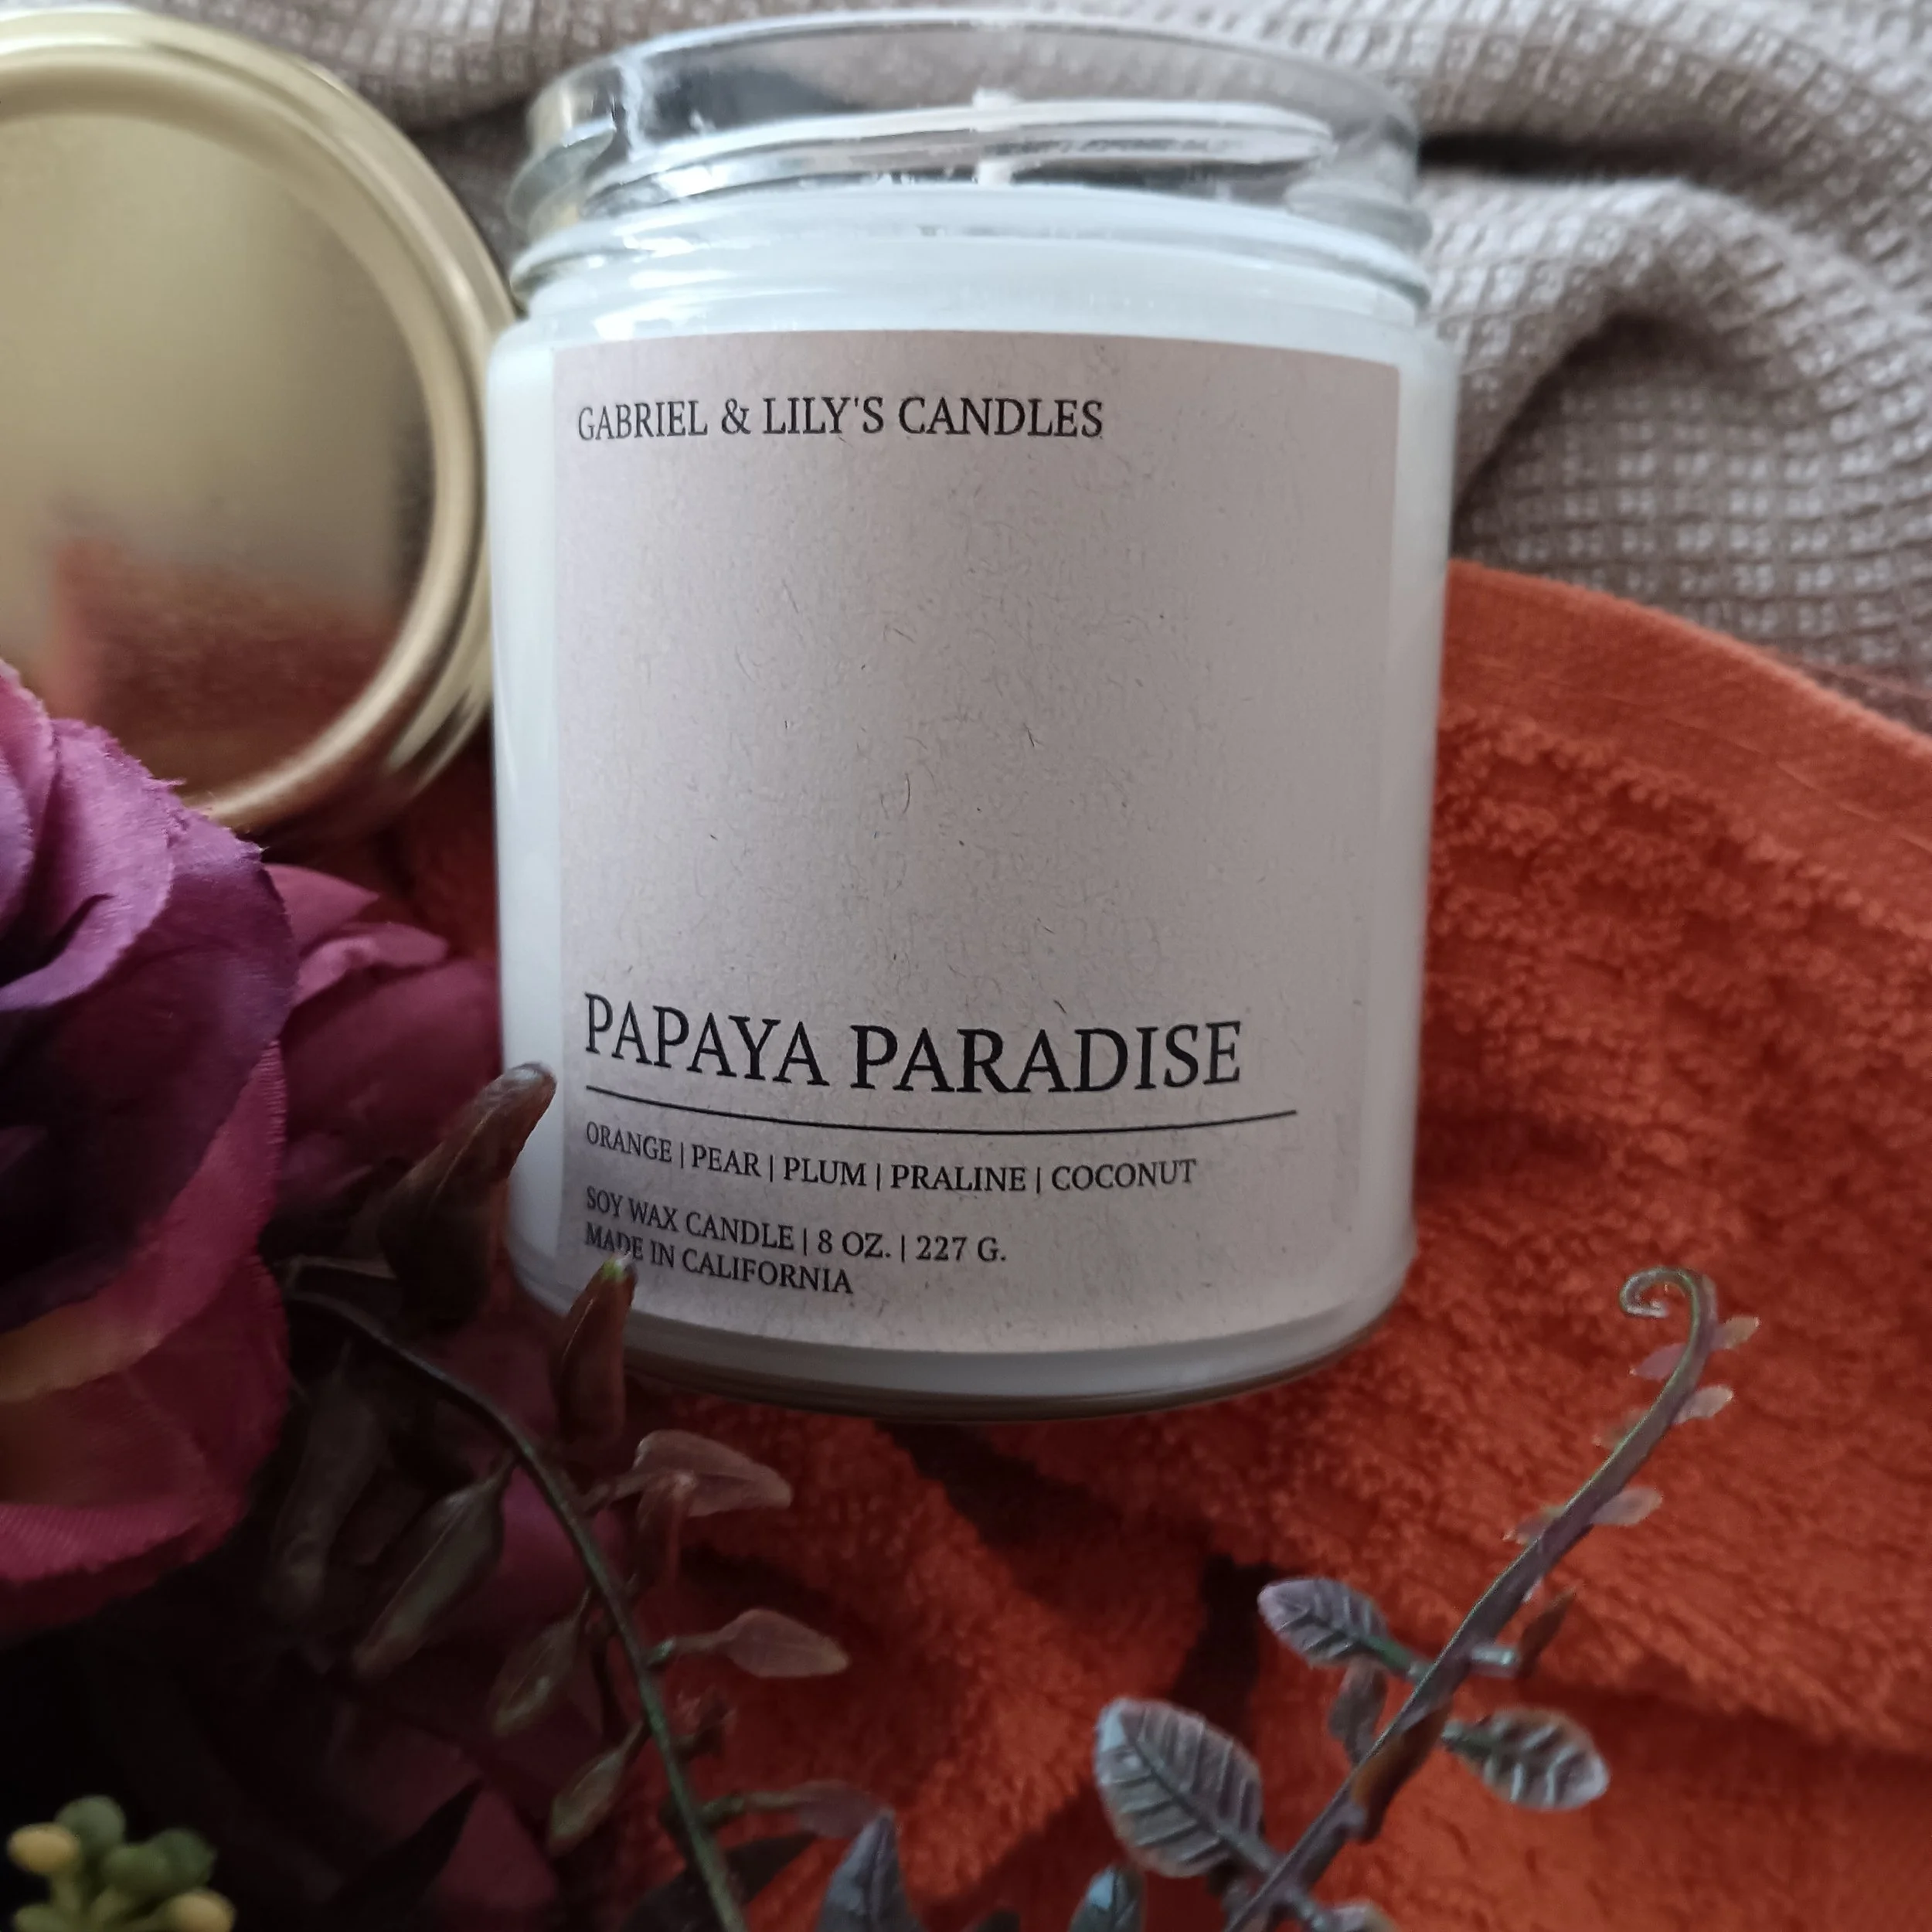 GABRIEL & LILY'S CANDLES
PAPAYA PARADISE
ORANGE | PEAR | PLUM | PRALINE | COCONUT
SOY WAX CANDLE | 8 OZ. | 227 G.
MADE IN CALIFORNIA